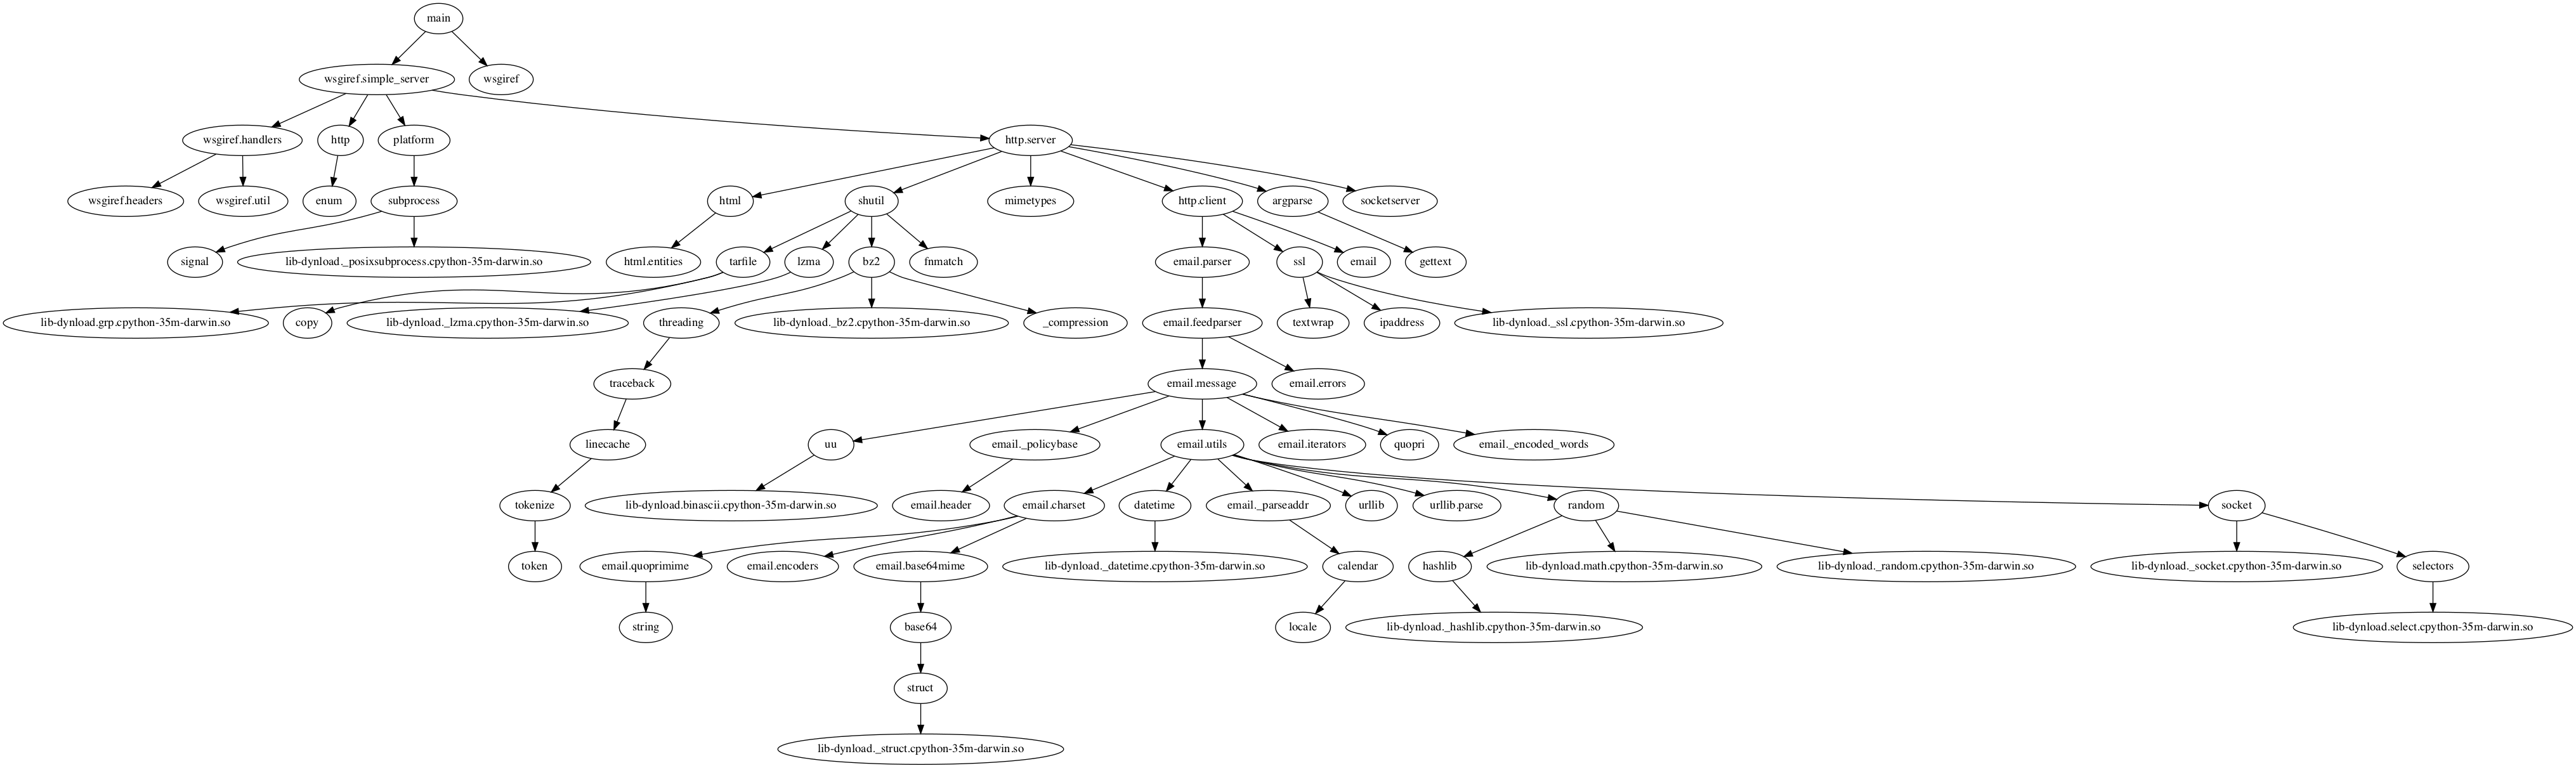 main
wsgiref.simple_server
wsgiref
wsgiref.handlers
http
platform
http.server
wsgiref.headers
wsgiref.util
enum
subprocess
html
shutil
mimetypes
http.client
argparse
socketserver
signal
lib-dynload._posixsubprocess.cpython-35m-darwin.so
html.entities
tarfile
lzma
bz2
fnmatch
email.parser
ssl
email
gettext
lib-dynload.grp.cpython-35m-darwin.so
copy
lib-dynload._lzma.cpython-35m-darwin.so
threading
lib-dynload._bz2.cpython-35m-darwin.so
_compression
email.feedparser
textwrap
ipaddress
lib-dynload._ssl.cpython-35m-darwin.so
traceback
email.message
email.errors
linecache
uu
email._policybase
email.utils
email.iterators
quopri
email._encoded_words
tokenize
lib-dynload.binascii.cpython-35m-darwin.so
email.header
email.charset
datetime
email._parseaddr
urllib
urllib.parse
random
socket
token
email.quoprimime
email.encoders
email.base64mime
lib-dynload._datetime.cpython-35m-darwin.so
calendar
hashlib
lib-dynload.math.cpython-35m-darwin.so
lib-dynload._random.cpython-35m-darwin.so
lib-dynload._socket.cpython-35m-darwin.so
selectors
string
base64
locale
lib-dynload._hashlib.cpython-35m-darwin.so
lib-dynload.select.cpython-35m-darwin.so
struct
lib-dynload._struct.cpython-35m-darwin.so